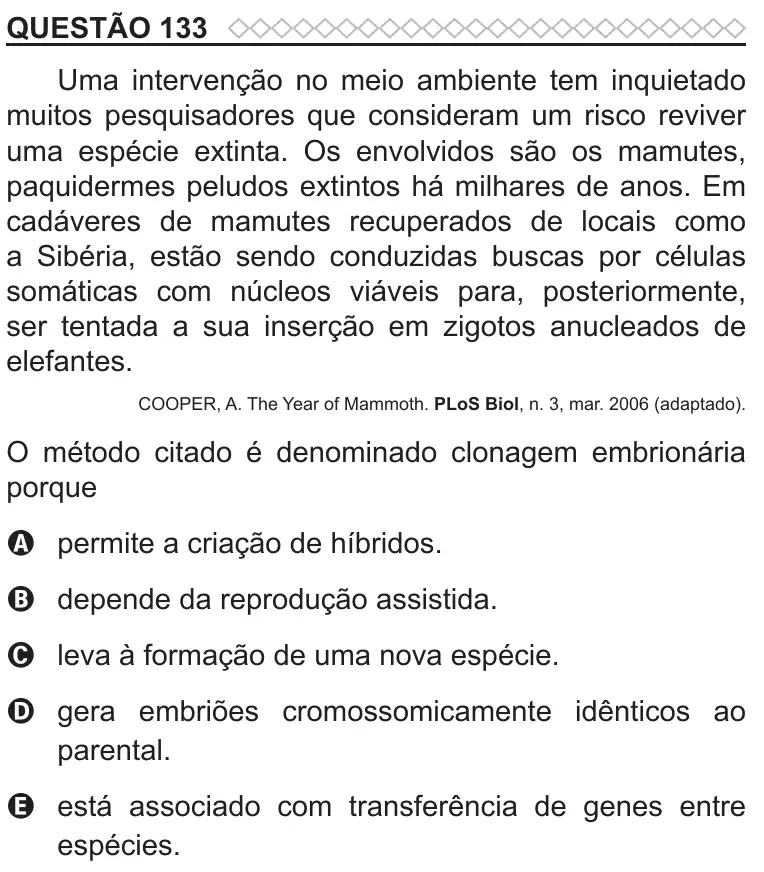 QUESTÃO 133
Uma intervenção no meio ambiente tem inquietado
muitos pesquisadores que consideram um risco reviver
uma espécie extinta. Os envolvidos são os mamutes,
paquidermes peludos extintos há milhares de anos. Em
cadáveres de mamutes recuperados de locais como
a Sibéria, estão sendo conduzidas buscas por células
somáticas com núcleos viáveis para, posteriormente,
ser tentada a sua inserção em zigotos anucleados de
elefantes.
COOPER, A. The Year of Mammoth. PLoS Biol, n. 3, mar. 2006 (adaptado).
O método citado é denominado clonagem embrionária
porque
A permite a criação de híbridos.
B depende da reprodução assistida.
C leva à formação de uma nova espécie.
D gera embriões cromossomicamente idênticos ao
parental.
E está associado com transferência de genes entre
espécies.